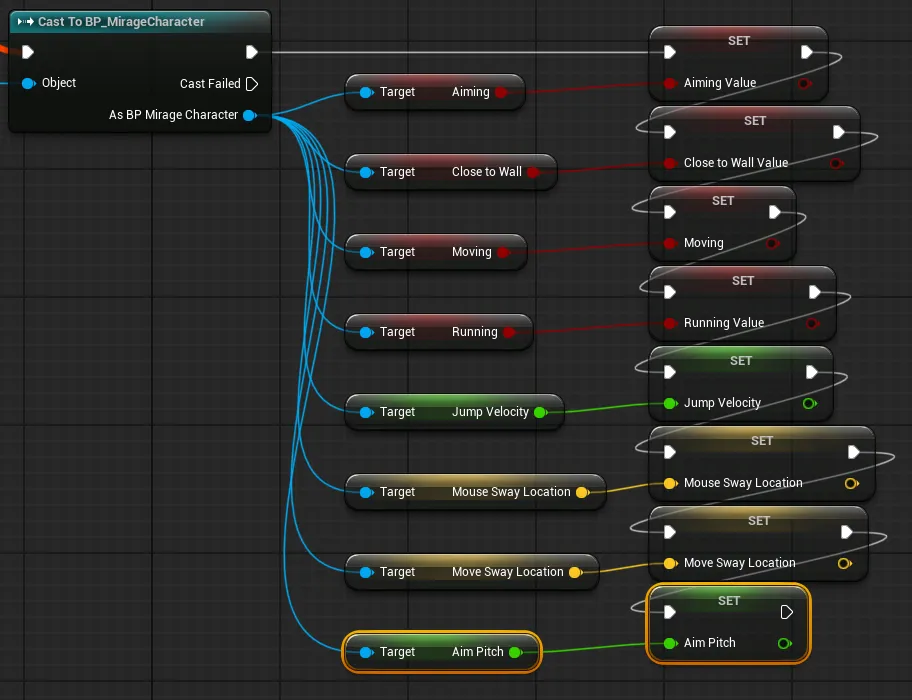 Cast To BP_MirageCharacter
Object
Cast Failed
As BP Mirage Character
SET
Target Aiming
Aiming Value
SET
Target Close to Wall
Close to Wall Value
SET
Target Moving
Moving
SET
Target Running
Running Value
SET
Target Jump Velocity
Jump Velocity
SET
Target Mouse Sway Location
Mouse Sway Location
SET
Target Move Sway Location
Move Sway Location
SET
Target Aim Pitch
Aim Pitch